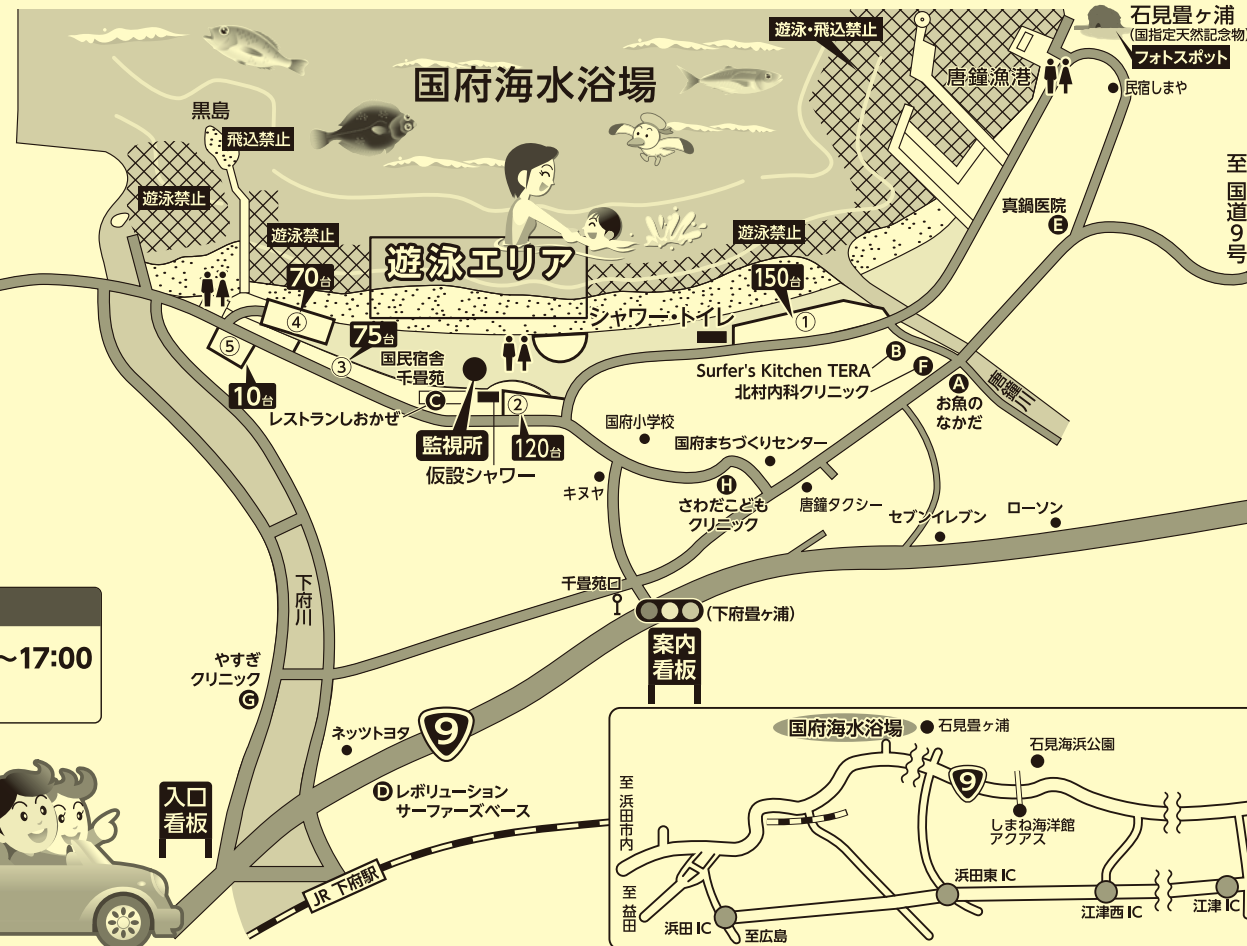 石見畳ヶ浦
(国指定天然記念物)
フォトスポット
遊泳・飛込禁止
国府海水浴場
唐鐘漁港
民宿しまや
黒島
飛込禁止
至 国道9号
遊泳禁止
真鍋医院
E
遊泳禁止
遊泳禁止
遊泳エリア
70台
150台
④
シャワー・トイレ
①
75台
⑤
③
国民宿舎
千畳苑
Surfer's Kitchen TERA
B
北村内科クリニック
F
A
お魚の
なかだ
唐鐘川
10台
レストランしおかぜ
C
②
監視所
120台
仮設シャワー
国府小学校
国府まちづくりセンター
キヌヤ
H
さわだこども
クリニック
唐鐘タクシー
セブンイレブン
ローソン
下府川
千畳苑口
(下府畳ヶ浦)
案内
看板
~17:00
やすぎ
クリニック
G
ネッツトヨタ
9
D
レボリューション
サーファーズベース
入口
看板
JR 下府駅
国府海水浴場
石見畳ヶ浦
石見海浜公園
9
至 浜田市内
しまね海洋館
アクアス
至 益田
浜田東 IC
浜田 IC
至広島
江津西 IC
江津 IC